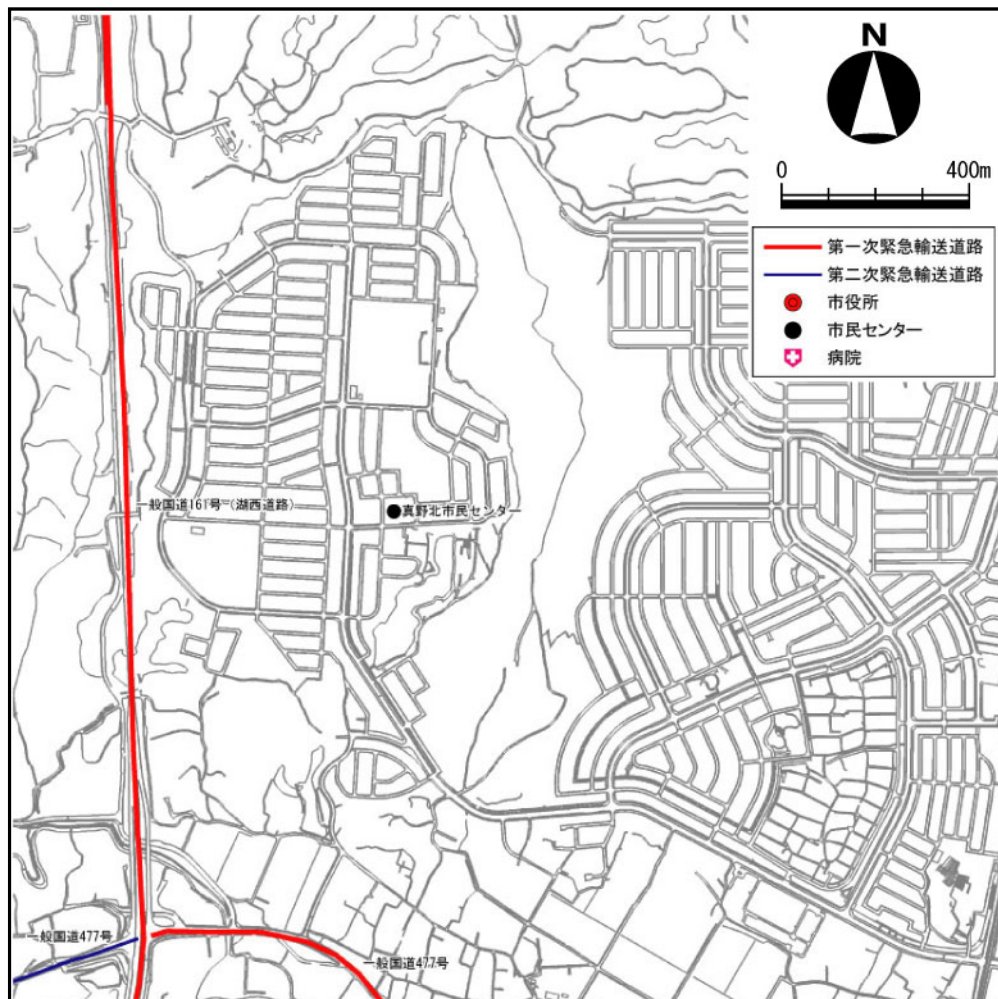 N
0 400m
第一次緊急輸送道路
第二次緊急輸送道路
市役所
市民センター
病院
一般国道161号(湖西道路)
真野北市民センター
一般国道477号
一般国道477号